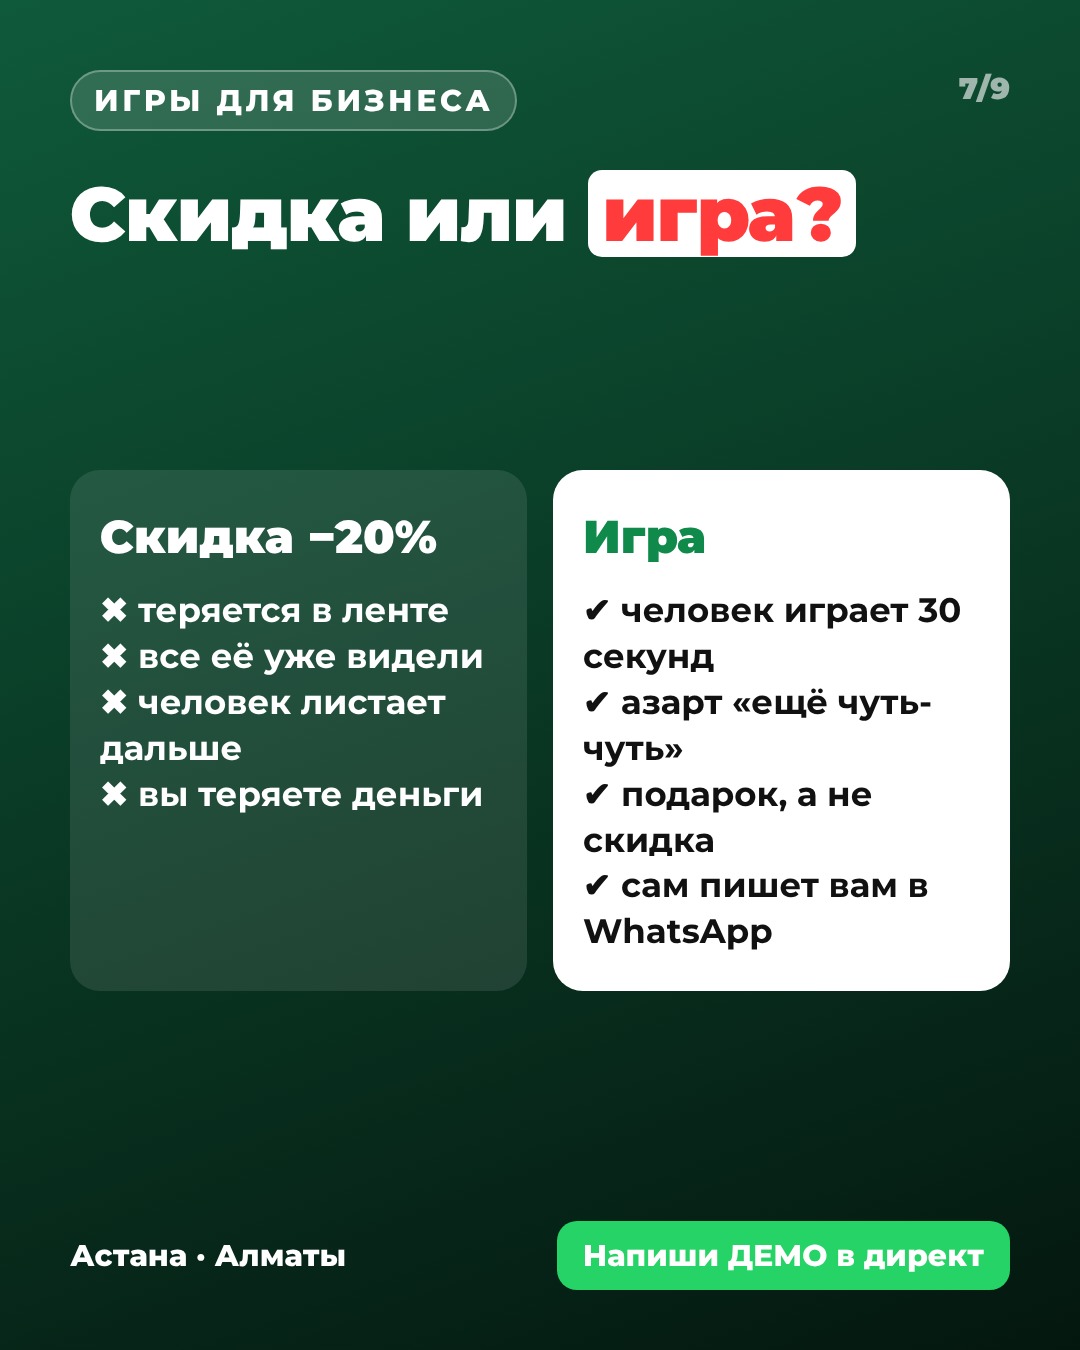 ИГРЫ ДЛЯ БИЗНЕСА
7/9
Скидка или игра?
Скидка −20%
✖ теряется в ленте
✖ все её уже видели
✖ человек листает
дальше
✖ вы теряете деньги
Игра
✔ человек играет 30
секунд
✔ азарт «ещё чуть-
чуть»
✔ подарок, а не
скидка
✔ сам пишет вам в
WhatsApp
Астана · Алматы
Напиши ДЕМО в директ